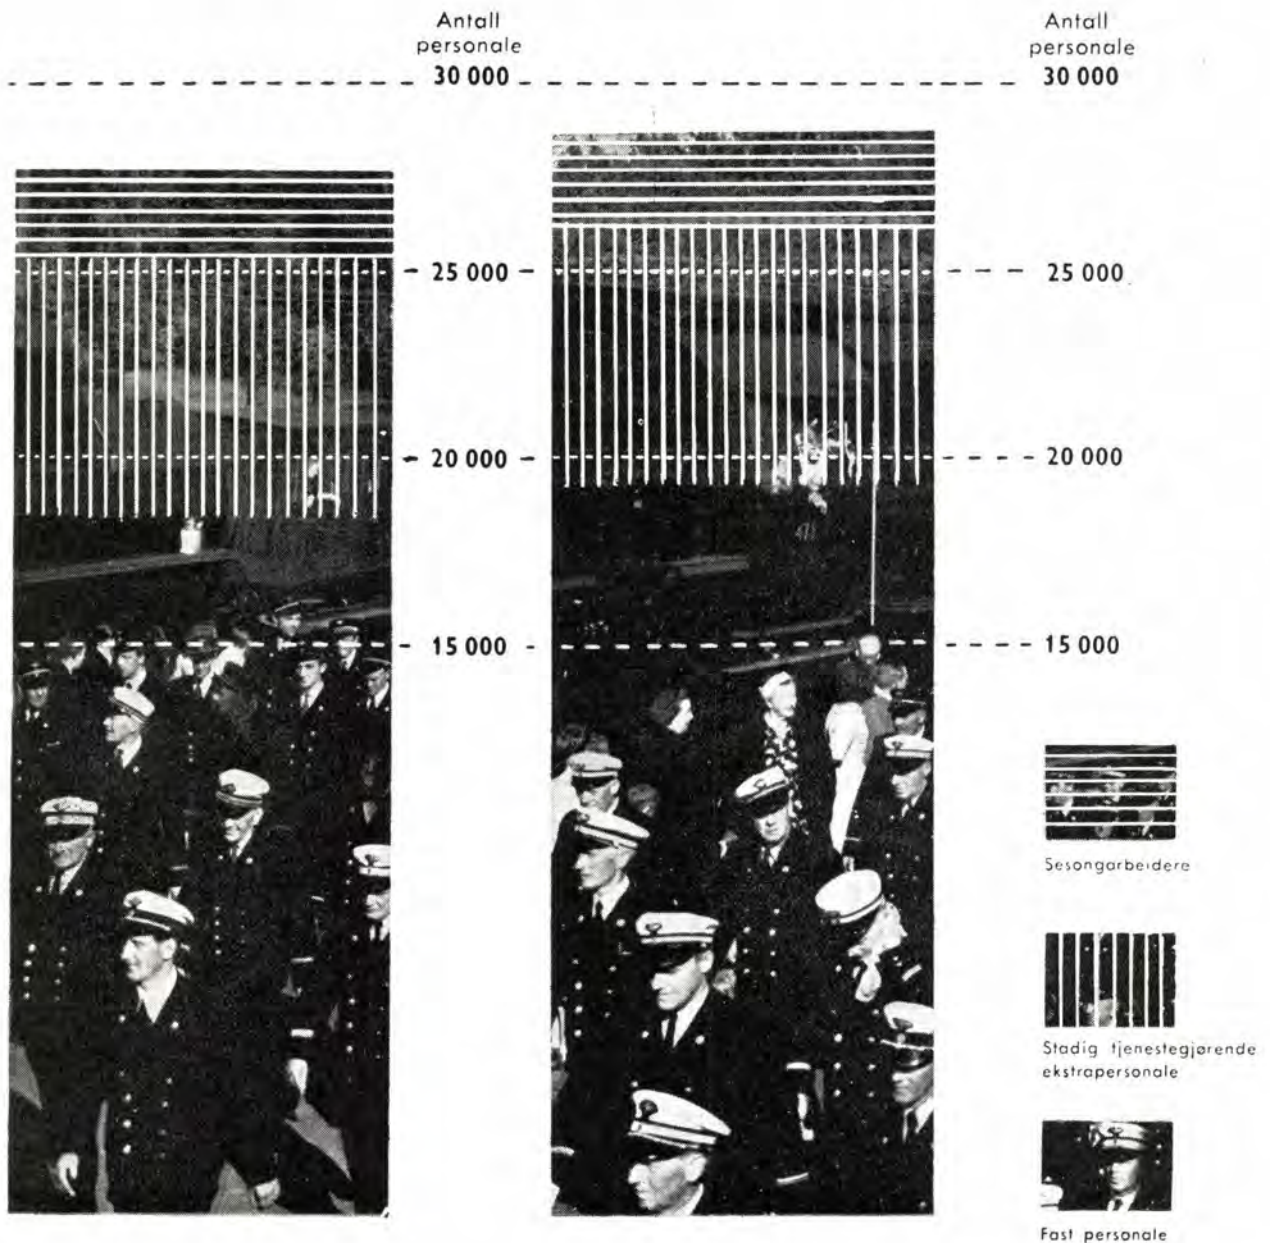 Antall
personale
30 000
Antall
personale
30 000
25 000
25 000
20 000
20 000
15 000
15 000
Sesongarbeidere
Stadig tjenestegjørende
ekstrapersonale
Fast personale